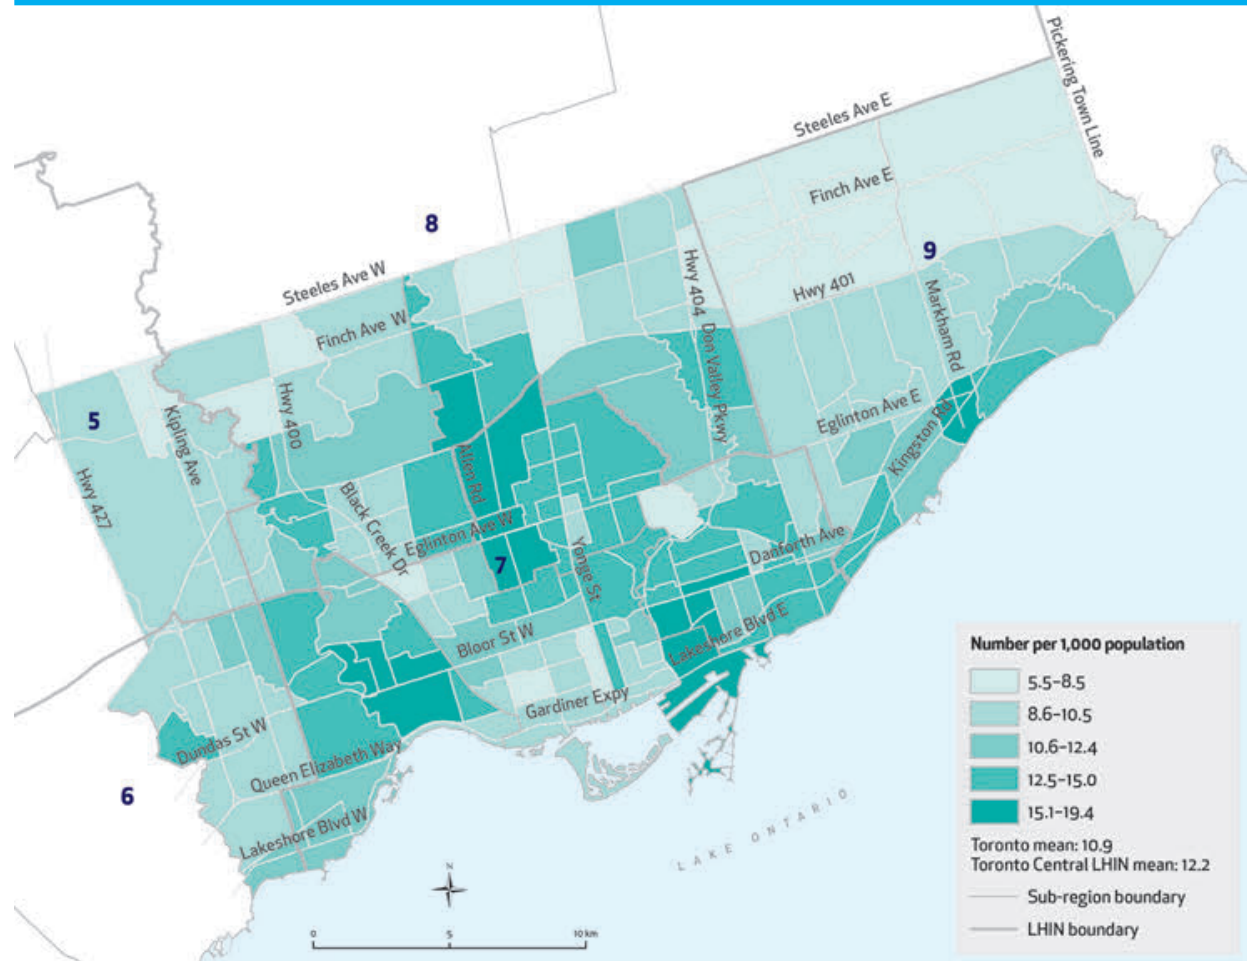 Pickering Town Line
Steeles Ave E
Finch Ave E
8
9
Steeles Ave W
Hwy 404
Hwy 401
Markham Rd
Finch Ave W
Don Valley Pkwy
5
Kipling Ave
Hwy 400
Eglinton Ave E
Kingston Rd
Hwy 427
Allen Rd
Black Creek Dr
Eglinton Ave W
7
Yonge St
Danforth Ave
Bloor St W
Lakeshore Blvd E
Gardiner Expy
Dundas St W
Queen Elizabeth Way
6
Lakeshore Blvd W
LAKE ONTARIO
N
0 5 10 km
Number per 1,000 population
5.5–8.5
8.6–10.5
10.6–12.4
12.5–15.0
15.1–19.4
Toronto mean: 10.9
Toronto Central LHIN mean: 12.2
Sub-region boundary
LHIN boundary